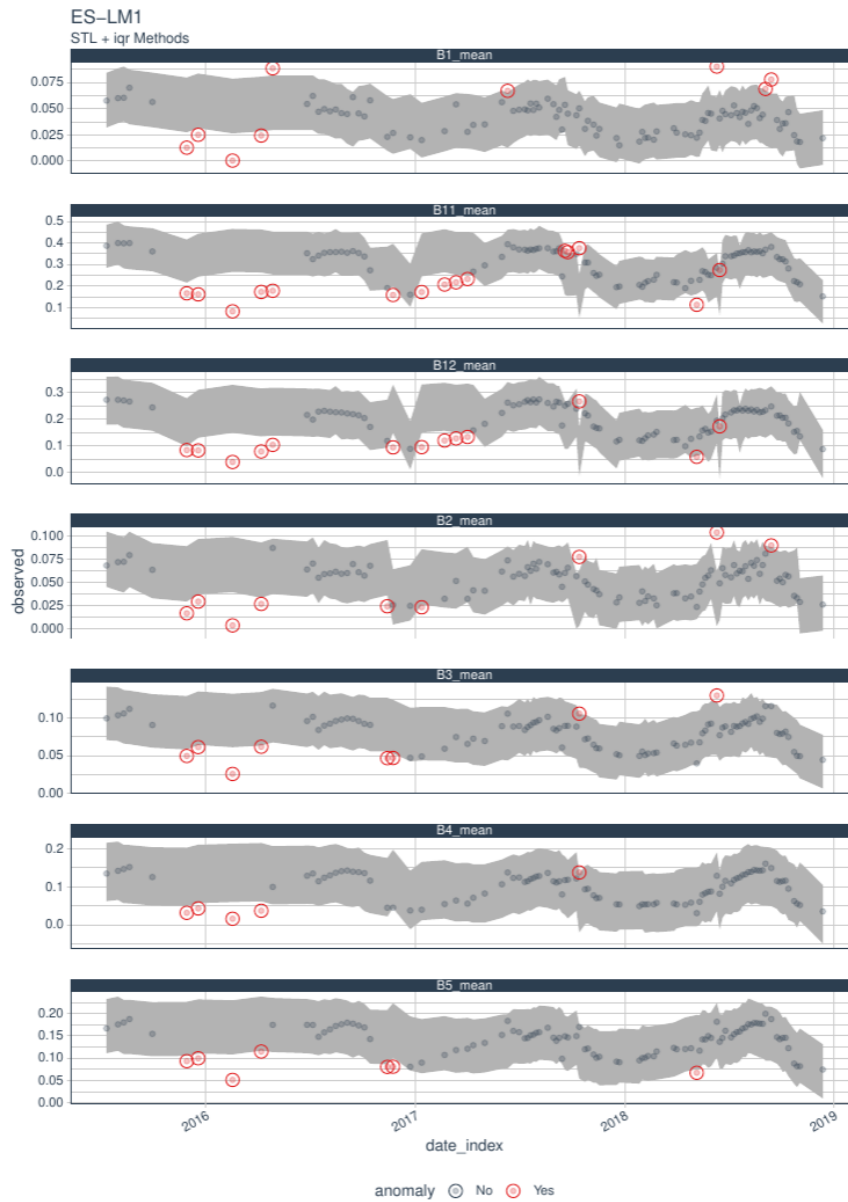 ES−LM1
STL + iqr Methods
B1_mean
0.075
0.050
0.025
0.000
B11_mean
0.5
0.4
0.3
0.2
0.1
B12_mean
0.3
0.2
0.1
0.0
B2_mean
0.100
0.075
0.050
0.025
0.000
observed
B3_mean
0.10
0.05
0.00
B4_mean
0.2
0.1
0.0
B5_mean
0.20
0.15
0.10
0.05
0.00
2016 2017 2018 2019
date_index
anomaly No Yes